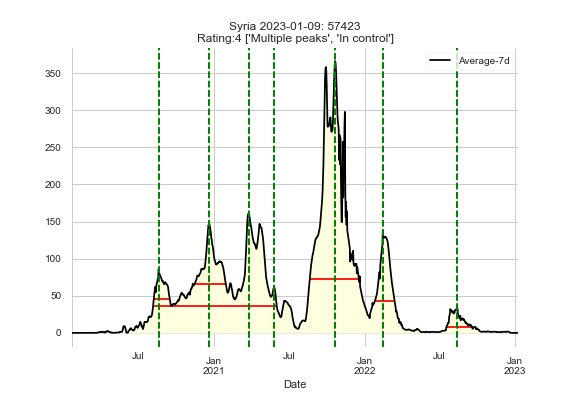 Syria 2023-01-09: 57423
Rating:4 ['Multiple peaks', 'In control']
Average-7d
350
300
250
200
150
100
50
0
Jul
Jan
2021
Jul
Jan
2022
Jul
Jan
2023
Date